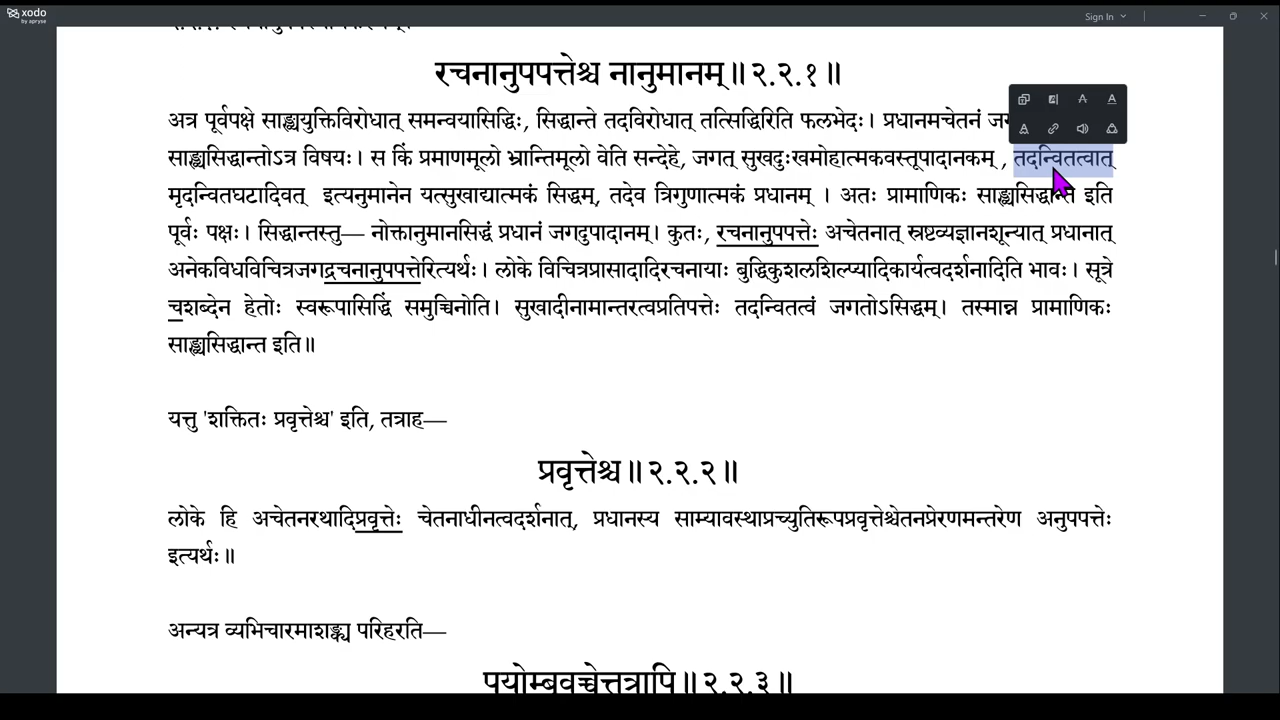 xodo
by apryse
Sign In
रचनानुपपत्तेश्च नानुमानम्॥२.२.१॥
अत्र पूर्वपक्षे साङ्ख्ययुक्तिविरोधात् समन्वयासिद्धिः, सिद्धान्ते तदविरोधात् तत्सिद्धिरिति फलभेदः। प्रधानमचेतनं
साङ्ख्यसिद्धान्तोऽत्र विषयः। स किं प्रमाणमूलो भ्रान्तिमूलो वेति सन्देहे, जगत् सुखदुःखमोहात्मकवस्तूपादानकम् , तदन्वितत्वात्
मृदन्वितघटादिवत् इत्यनुमानेन यत्सुखाद्यात्मकं सिद्धम्, तदेव त्रिगुणात्मकं प्रधानम् । अतः प्रामाणिकः साङ्ख्यसिद्धान्त इति
पूर्वः पक्षः। सिद्धान्तस्तु— नोक्तानुमानसिद्धं प्रधानं जगदुपादानम्। कुतः, रचनानुपपत्तेः अचेतनात् स्रष्टव्यज्ञानशून्यात् प्रधानात्
अनेकविधविचित्रजगद्रचनानुपपत्तेरित्यर्थः। लोके विचित्रप्रासादादिरचनायाः बुद्धिकुशलशिल्प्यादिकार्यत्वदर्शनादिति भावः। सूत्रे
चशब्देन हेतोः स्वरूपासिद्धिं समुच्चिनोति। सुखादीनामान्तरत्वप्रतिपत्तेः तदन्वितत्वं जगतोऽसिद्धम्। तस्मान्न प्रामाणिकः
साङ्ख्यसिद्धान्त इति॥
यत्तु 'शक्तितः प्रवृत्तेश्च' इति, तत्राह—
प्रवृत्तेश्च॥२.२.२॥
लोके हि अचेतनरथादिप्रवृत्तेः चेतनाधीनत्वदर्शनात्, प्रधानस्य साम्यावस्थाप्रच्युतिरूपप्रवृत्तेश्चेतनप्रेरणमन्तरेण अनुपपत्तेः
इत्यर्थः॥
अन्यत्र व्यभिचारमाशङ्क्य परिहरति—
पयोम्बुवच्चेत्तत्रापि॥२.२.३॥